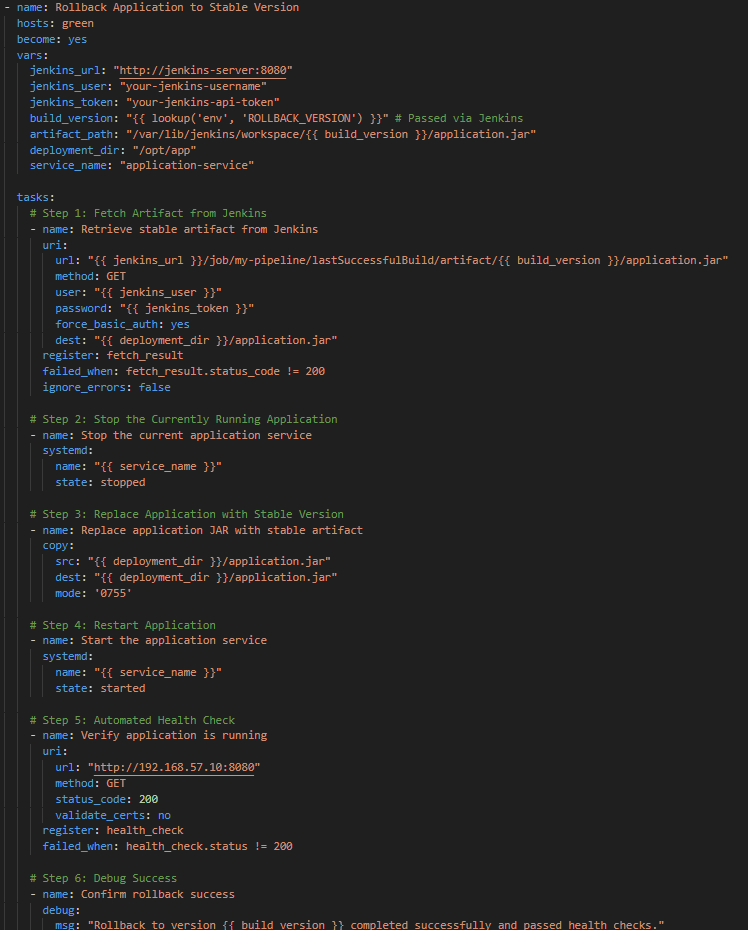 - name: Rollback Application to Stable Version
  hosts: green
  become: yes
  vars:
    jenkins_url: "http://jenkins-server:8080"
    jenkins_user: "your-jenkins-username"
    jenkins_token: "your-jenkins-api-token"
    build_version: "{{ lookup('env', 'ROLLBACK_VERSION') }}" # Passed via Jenkins
    artifact_path: "/var/lib/jenkins/workspace/{{ build_version }}/application.jar"
    deployment_dir: "/opt/app"
    service_name: "application-service"

  tasks:
    # Step 1: Fetch Artifact from Jenkins
    - name: Retrieve stable artifact from Jenkins
      uri:
        url: "{{ jenkins_url }}/job/my-pipeline/lastSuccessfulBuild/artifact/{{ build_version }}/application.jar"
        method: GET
        user: "{{ jenkins_user }}"
        password: "{{ jenkins_token }}"
        force_basic_auth: yes
        dest: "{{ deployment_dir }}/application.jar"
      register: fetch_result
      failed_when: fetch_result.status_code != 200
      ignore_errors: false

    # Step 2: Stop the Currently Running Application
    - name: Stop the current application service
      systemd:
        name: "{{ service_name }}"
        state: stopped

    # Step 3: Replace Application with Stable Version
    - name: Replace application JAR with stable artifact
      copy:
        src: "{{ deployment_dir }}/application.jar"
        dest: "{{ deployment_dir }}/application.jar"
        mode: '0755'

    # Step 4: Restart Application
    - name: Start the application service
      systemd:
        name: "{{ service_name }}"
        state: started

    # Step 5: Automated Health Check
    - name: Verify application is running
      uri:
        url: "http://192.168.57.10:8080"
        method: GET
        status_code: 200
        validate_certs: no
      register: health_check
      failed_when: health_check.status != 200

    # Step 6: Debug Success
    - name: Confirm rollback success
      debug:
        msg: "Rollback to version {{ build_version }} completed successfully and passed health checks."